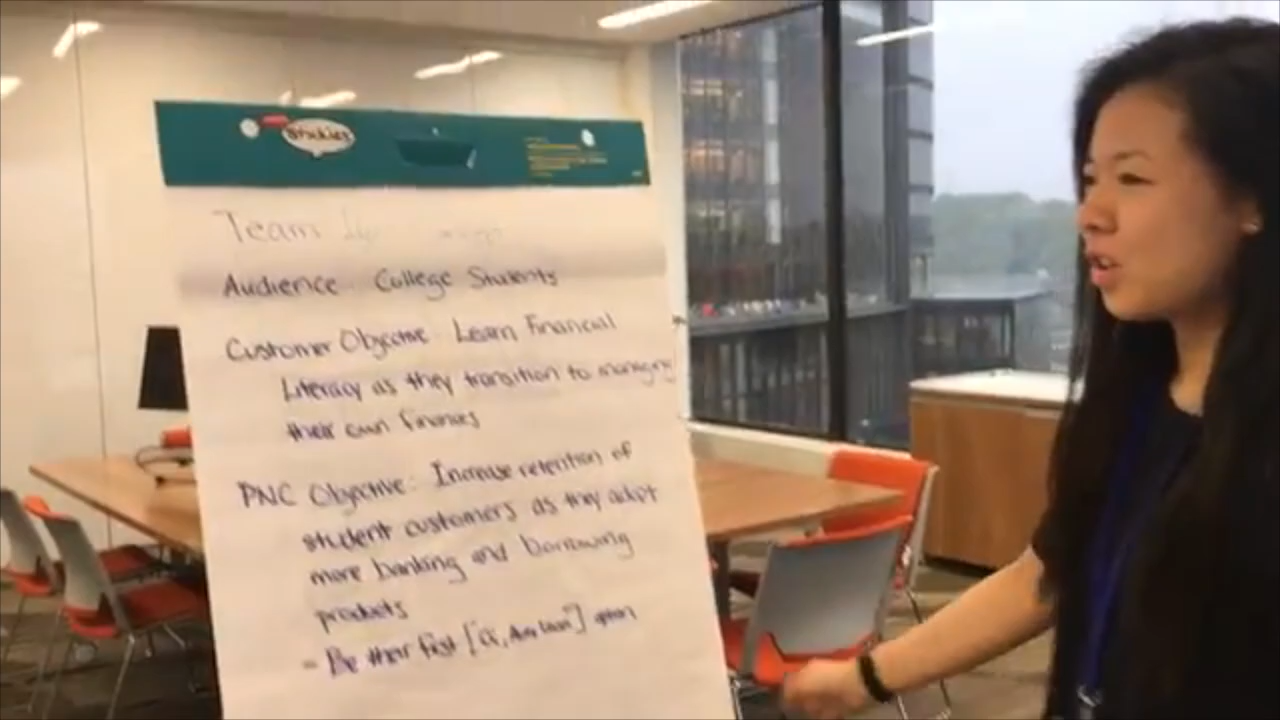 stickies
Team
Audience: College Students
Customer Objective: Learn Financial
Literacy as they transition to managing
their own finances
PNC Objective: Increase retention of
student customers as they adopt
more banking and borrowing
products
- Be their first [CC, Auto loan"] option